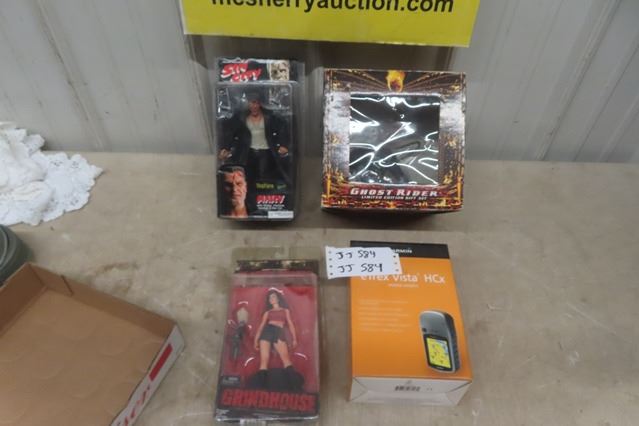 mcsherryauction.com
SIN CITY
MARV
GHOST RIDER
LIMITED EDITION GIFT SET
JJ 584
JJ 584
GARMIN
eTrex Vista HCx
GRINDHOUSE